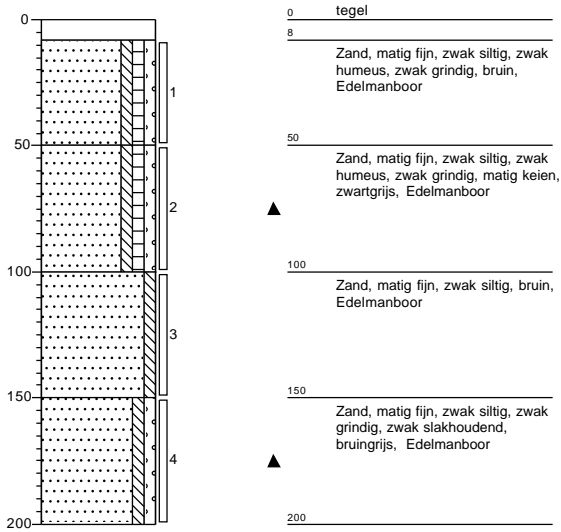 0
50
100
150
200
1
2
3
4
0 tegel
8
Zand, matig fijn, zwak siltig, zwak
humeus, zwak grindig, bruin,
Edelmanboor
50
Zand, matig fijn, zwak siltig, zwak
humeus, zwak grindig, matig keien,
zwartgrijs, Edelmanboor
100
Zand, matig fijn, zwak siltig, bruin,
Edelmanboor
150
Zand, matig fijn, zwak siltig, zwak
grindig, zwak slakhoudend,
bruingrijs, Edelmanboor
200